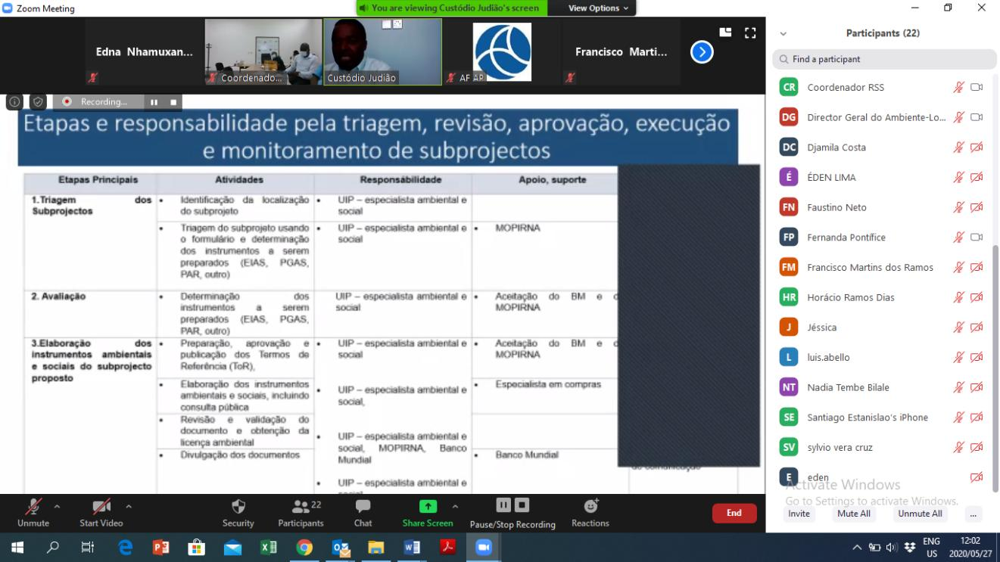 Zoom Meeting
You are viewing Custódio Judião's screen
View Options
Edna Nhamuxan...
Coordenado...
Custódio Judião
AF AP
Francisco Marti...
Recording...
Etapas e responsabilidade pela triagem, revisão, aprovação, execução
e monitoramento de subprojectos
Etapas Principais
Atividades
Responsábilidade
Apoio, suporte
1.Triagem dos
Subprojectos
• Identificação da localização
do subprojeto
• UIP – especialista ambiental e
social
• Triagem do subprojeto usando
o formulário e determinação
dos instrumentos a serem
preparados (EIAS, PGAS,
PAR, outro)
• UIP – especialista ambiental e
social
• MOPIRNA
2. Avaliação
• Determinação dos
instrumentos a serem
preparados (EIAS, PGAS,
PAR, outro)
UIP – especialista ambiental e
social
• Aceitação do BM e
MOPIRNA
3.Elaboração dos
instrumentos ambientais
e sociais do subprojecto
proposto
• Preparação, aprovação e
publicação dos Termos de
Referência (ToR),
• UIP – especialista ambiental e
social
• Aceitação do BM e
MOPIRNA
• Elaboração dos instrumentos
ambientais e sociais, incluindo
consulta pública
• UIP – especialista ambiental e
social,
• Especialista em compras
• Revisão e validação do
documento e obtenção da
licença ambiental
• UIP – especialista ambiental e
social, MOPIRNA, Banco
Mundial
• Divulgação dos documentos
• UIP – especialista ambiental e
• Banco Mundial
de comunicação
Participants (22)
Find a participant
CR Coordenador RSS
DG Director Geral do Ambiente-Lo...
DC Djamila Costa
É ÉDEN LIMA
FN Faustino Neto
FP Fernanda Pontífice
FM Francisco Martins dos Ramos
HR Horácio Ramos Dias
J Jéssica
L luis.abello
NT Nadia Tembe Bilale
SE Santiago Estanislao's iPhone
SV sylvio vera cruz
E eden
Activate Windows
Go to Settings to activate Windows.
Invite
Mute All
Unmute All
...
Unmute
Start Video
Security
22
Participants
Chat
Share Screen
Pause/Stop Recording
Reactions
End
ENG
US
12:02
2020/05/27